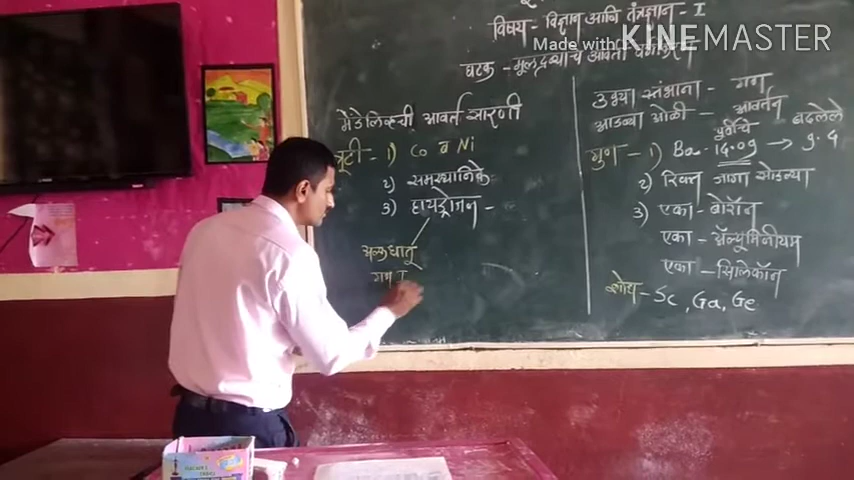 विषय - विज्ञान आणि तंत्रज्ञान - I
Made with KINEMASTER
घटक - मूलद्रव्यांचे आवर्ती वर्गीकरण
मेंडेलिव्हची आवर्त सारणी
त्रूटी - 1) Co व Ni
2) समस्थानिके
3) हायड्रोजन -
अल्कधातू
गण I
उभ्या स्तंभाना - गण
आडव्या ओळी - आवर्तन
गुण - 1) Be - पूर्वीचे 14.09 → बदलेले 9.4
2) रिक्त जागा सोडल्या
3) एका - बोरॉन
एका - ॲल्युमिनीयम
एका - सिलिकॉन
शोध - Sc, Ga, Ge